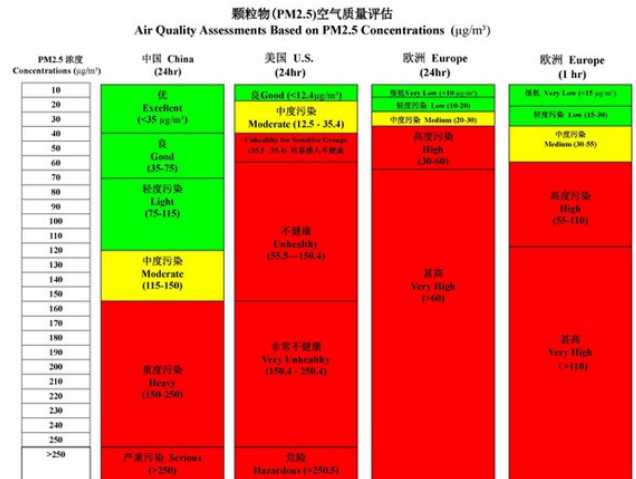 颗粒物(PM2.5)空气质量评估
Air Quality Assessments Based on PM2.5 Concentrations (μg/m³)
PM2.5 浓度
Concentrations (μg/m³)
中国 China
(24hr)
美国 U.S.
(24hr)
欧洲 Europe
(24hr)
欧洲 Europe
(1 hr)
10
20
30
40
50
60
70
80
90
100
110
120
130
140
150
160
170
180
190
200
210
220
230
240
250
>250
优
Excellent
(<35 μg/m³)
良
Good
(35-75)
轻度污染
Light
(75-115)
中度污染
Moderate
(115-150)
重度污染
Heavy
(150-250)
严重污染 Serious
(>250)
良Good (<12.4μg/m³)
中度污染
Moderate (12.5 - 35.4)
Unhealthy for Sensitive Groups
(35.5 - 55.4) 对易感人不健康
不健康
Unhealthy
(55.5—150.4)
非常不健康
Very Unhealthy
(150.4 - 250.4)
危险
Hazardous (>250.5)
很低Very Low (<10 μg/m³)
轻度污染 Low (10-20)
中度污染 Medium (20-30)
高度污染
High
(30-60)
甚高
Very High
(>60)
很低 Very Low (<15 μg/m³)
轻度污染 Low (15-30)
中度污染
Medium (30-55)
高度污染
High
(55-110)
甚高
Very High
(>110)